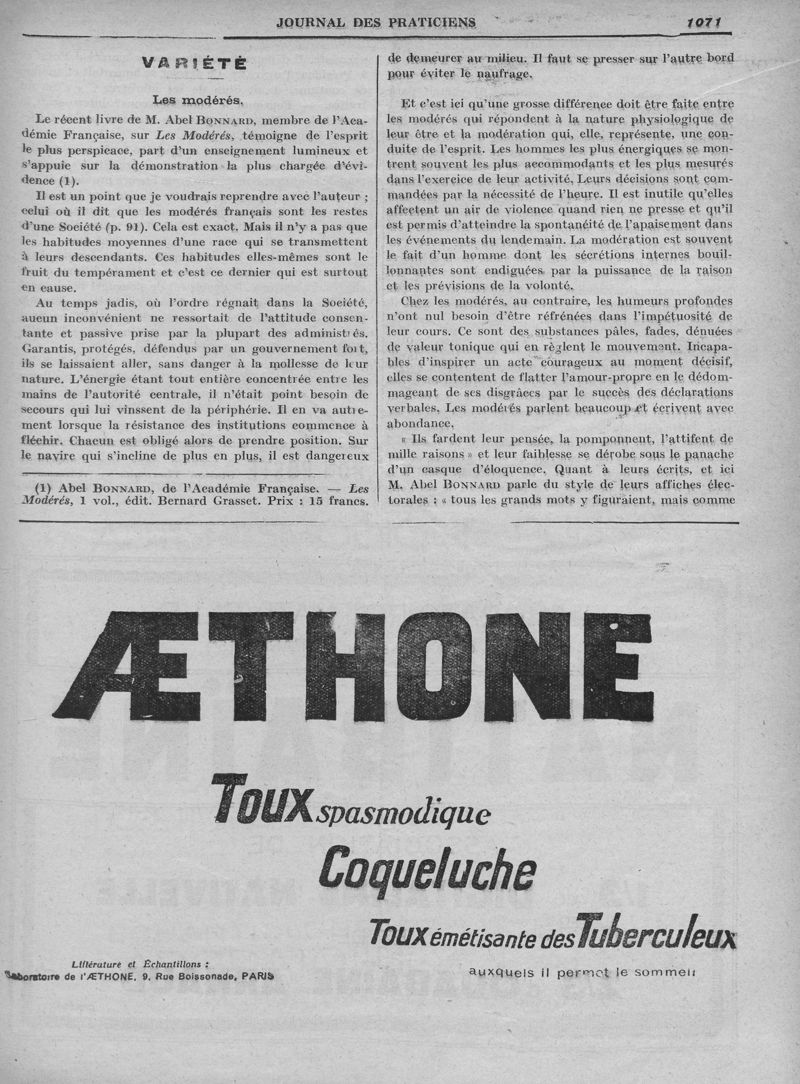 JOURNAL DES PRATICIENS
1071
VARIÉTÉ
Les modérés.
Le récent livre de M. Abel BONNARD, membre de l'Aca-
démie Française, sur Les Modérés, témoigne de l'esprit
le plus perspicace, part d'un enseignement lumineux et
s'appuie sur la démonstration la plus chargée d'évi-
dence (1).
Il est un point que je voudrais reprendre avec l'auteur ;
celui où il dit que les modérés français sont les restes
d'une Société (p. 91). Cela est exact. Mais il n'y a pas que
les habitudes moyennes d'une race qui se transmettent
à leurs descendants. Ces habitudes elles-mêmes sont le
fruit du tempérament et c'est ce dernier qui est surtout
en cause.
Au temps jadis, où l'ordre régnait dans la Société,
aucun inconvénient ne ressortait de l'attitude consen-
tante et passive prise par la plupart des administrés.
Garantis, protégés, défendus par un gouvernement fort,
ils se laissaient aller, sans danger à la mollesse de leur
nature. L'énergie étant tout entière concentrée entre les
mains de l'autorité centrale, il n'était point besoin de
secours qui lui vinssent de la périphérie. Il en va autre-
ment lorsque la résistance des institutions commence à
fléchir. Chacun est obligé alors de prendre position. Sur
le navire qui s'incline de plus en plus, il est dangereux
(1) Abel BONNARD, de l'Académie Française. — Les
Modérés, 1 vol., édit. Bernard Grasset. Prix : 15 francs.
de demeurer au milieu. Il faut se presser sur l'autre bord
pour éviter le naufrage.
Et c'est ici qu'une grosse différence doit être faite entre
les modérés qui répondent à la nature physiologique de
leur être et la modération qui, elle, représente, une con-
duite de l'esprit. Les hommes les plus énergiques se mon-
trent souvent les plus accommodants et les plus mesurés
dans l'exercice de leur activité. Leurs décisions sont com-
mandées par la nécessité de l'heure. Il est inutile qu'elles
affectent un air de violence quand rien ne presse et qu'il
est permis d'atteindre la spontanéité de l'apaisement dans
les événements du lendemain. La modération est souvent
le fait d'un homme dont les sécrétions internes bouil-
lonnantes sont endiguées par la puissance de la raison
et les prévisions de la volonté.
Chez les modérés, au contraire, les humeurs profondes
n'ont nul besoin d'être réfrénées dans l'impétuosité de
leur cours. Ce sont des substances pâles, fades, dénuées
de valeur tonique qui en règlent le mouvement. Incapa-
bles d'inspirer un acte courageux au moment décisif,
elles se contentent de flatter l'amour-propre en le dédom-
mageant de ses disgrâces par le succès des déclarations
verbales. Les modérés parlent beaucoup et écrivent avec
abondance.
« Ils fardent leur pensée, la pomponnent, l'attifent de
mille raisons » et leur faiblesse se dérobe sous le panache
d'un casque d'éloquence. Quant à leurs écrits, et ici
M. Abel BONNARD parle du style de leurs affiches élec-
torales : « tous les grands mots y figuraient, mais comme
ÆTHONE
Toux spasmodique
Coqueluche
Toux émétisante des Tuberculeux
auxquels il permet le sommeil
Littérature et Échantillons :
Laboratoire de l'ÆTHONE, 9, Rue Boissonade, PARIS